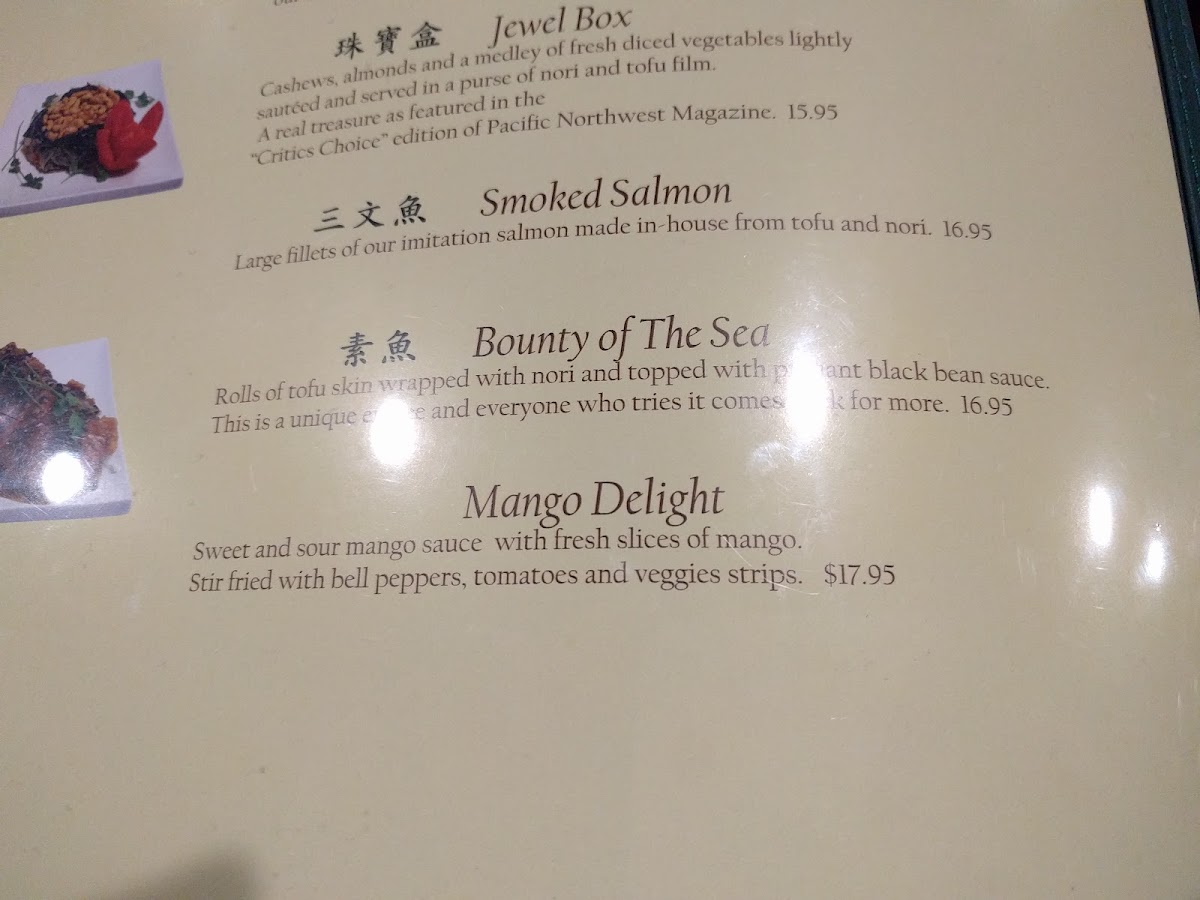 珠寶盒 Jewel Box
Cashews, almonds and a medley of fresh diced vegetables lightly
sautéed and served in a purse of nori and tofu film.
A real treasure as featured in the
"Critics Choice" edition of Pacific Northwest Magazine. 15.95
三文魚 Smoked Salmon
Large fillets of our imitation salmon made in-house from tofu and nori. 16.95
素魚 Bounty of The Sea
Rolls of tofu skin wrapped with nori and topped with black bean sauce.
This is a unique and everyone who tries it comes for more. 16.95
Mango Delight
Sweet and sour mango sauce with fresh slices of mango.
Stir fried with bell peppers, tomatoes and veggies strips. $17.95